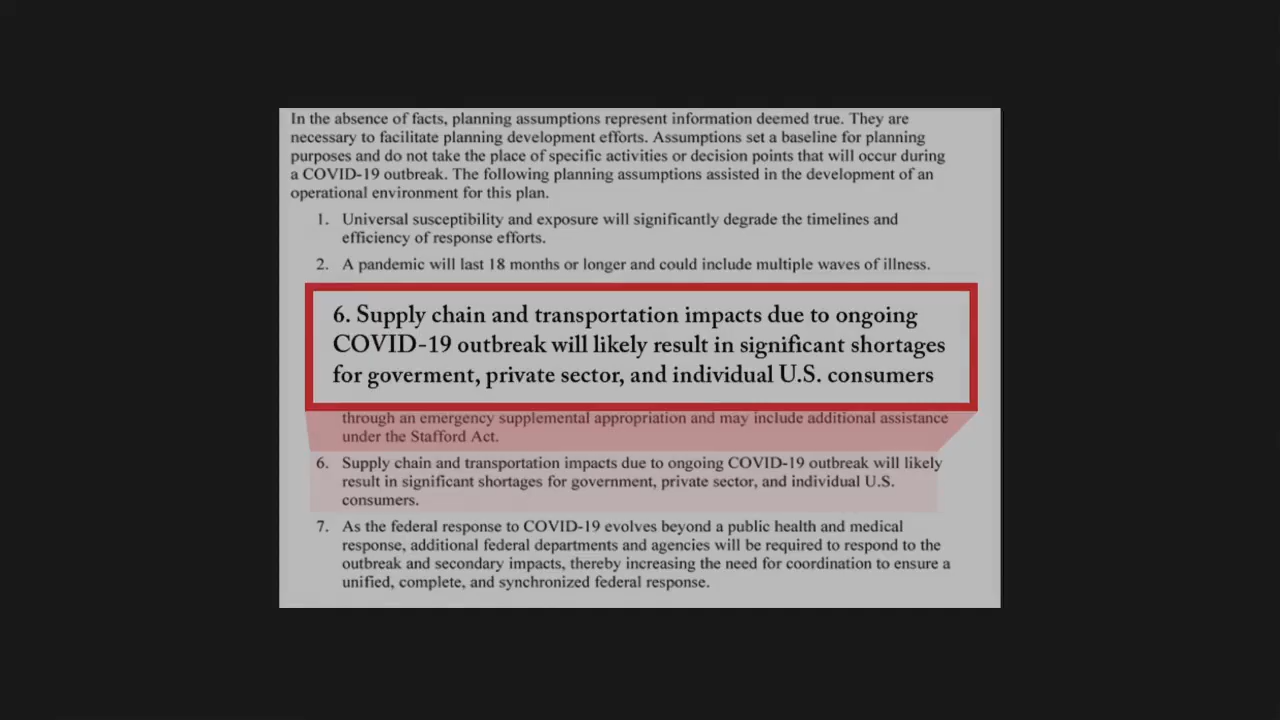 In the absence of facts, planning assumptions represent information deemed true. They are
necessary to facilitate planning development efforts. Assumptions set a baseline for planning
purposes and do not take the place of specific activities or decision points that will occur during
a COVID-19 outbreak. The following planning assumptions assisted in the development of an
operational environment for this plan.
1. Universal susceptibility and exposure will significantly degrade the timelines and
efficiency of response efforts.
2. A pandemic will last 18 months or longer and could include multiple waves of illness.
6. Supply chain and transportation impacts due to ongoing
COVID-19 outbreak will likely result in significant shortages
for goverment, private sector, and individual U.S. consumers
through an emergency supplemental appropriation and may include additional assistance
under the Stafford Act.
6. Supply chain and transportation impacts due to ongoing COVID-19 outbreak will likely
result in significant shortages for government, private sector, and individual U.S.
consumers.
7. As the federal response to COVID-19 evolves beyond a public health and medical
response, additional federal departments and agencies will be required to respond to the
outbreak and secondary impacts, thereby increasing the need for coordination to ensure a
unified, complete, and synchronized federal response.